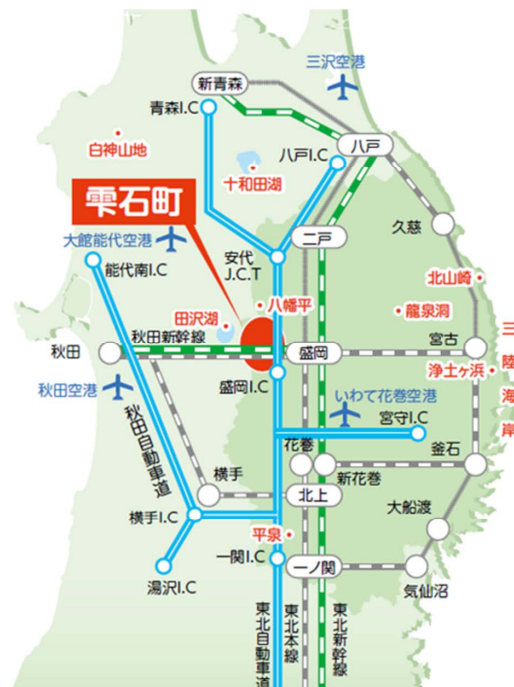 三沢空港
新青森
青森I.C
白神山地
八戸
八戸I.C
十和田湖
雫石町
久慈
二戸
大館能代空港
安代
J.C.T
能代南I.C
北山崎
八幡平
龍泉洞
田沢湖
秋田新幹線
秋田
盛岡
宮古
浄土ヶ浜
三陸海岸
盛岡I.C
秋田空港
いわて花巻空港
宮守I.C
秋田自動車道
花巻
新花巻
釜石
横手
北上
大船渡
横手I.C
平泉
一関I.C
一ノ関
湯沢I.C
気仙沼
東北自動車道
東北本線
東北新幹線